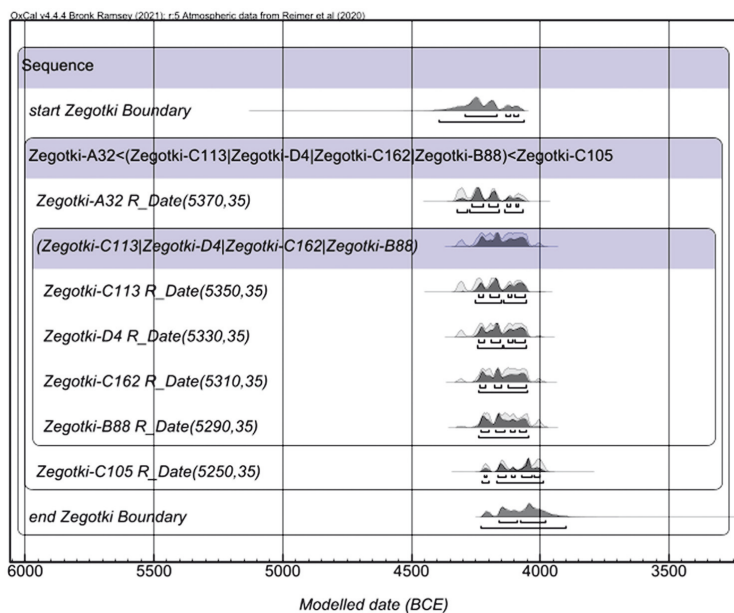 OxCal v4.4.4 Bronk Ramsey (2021); r:5 Atmospheric data from Reimer et al (2020)
Sequence
start Zegotki Boundary
Zegotki-A32<(Zegotki-C113|Zegotki-D4|Zegotki-C162|Zegotki-B88)<Zegotki-C105
Zegotki-A32 R_Date(5370,35)
(Zegotki-C113|Zegotki-D4|Zegotki-C162|Zegotki-B88)
Zegotki-C113 R_Date(5350,35)
Zegotki-D4 R_Date(5330,35)
Zegotki-C162 R_Date(5310,35)
Zegotki-B88 R_Date(5290,35)
Zegotki-C105 R_Date(5250,35)
end Zegotki Boundary
6000 5500 5000 4500 4000 3500
Modelled date (BCE)